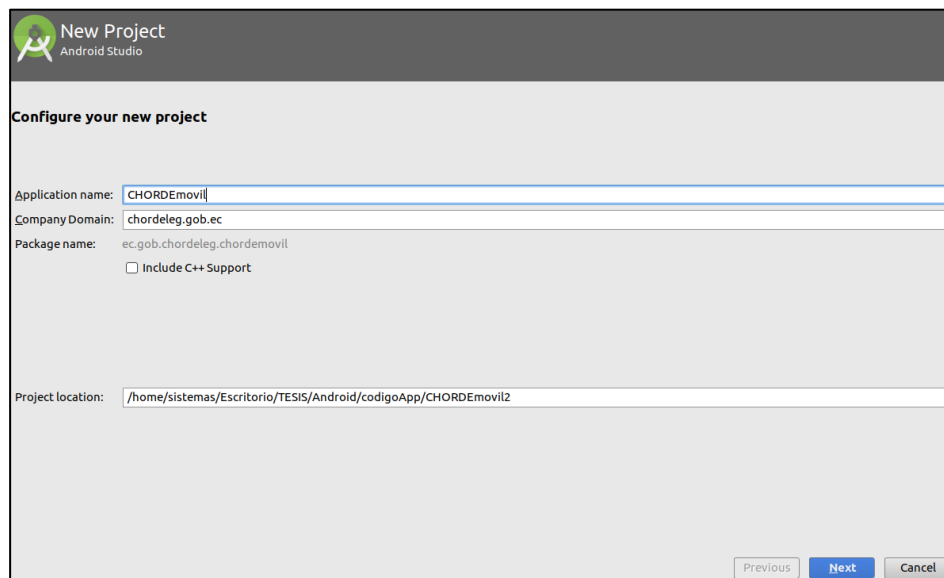 New Project
Android Studio
Configure your new project
Application name: CHORDEmovil
Company Domain: chordeleg.gob.ec
Package name: ec.gob.chordeleg.chordemovil
Include C++ Support
Project location: /home/sistemas/Escritorio/TESIS/Android/codigoApp/CHORDEmovil2
Previous Next Cancel